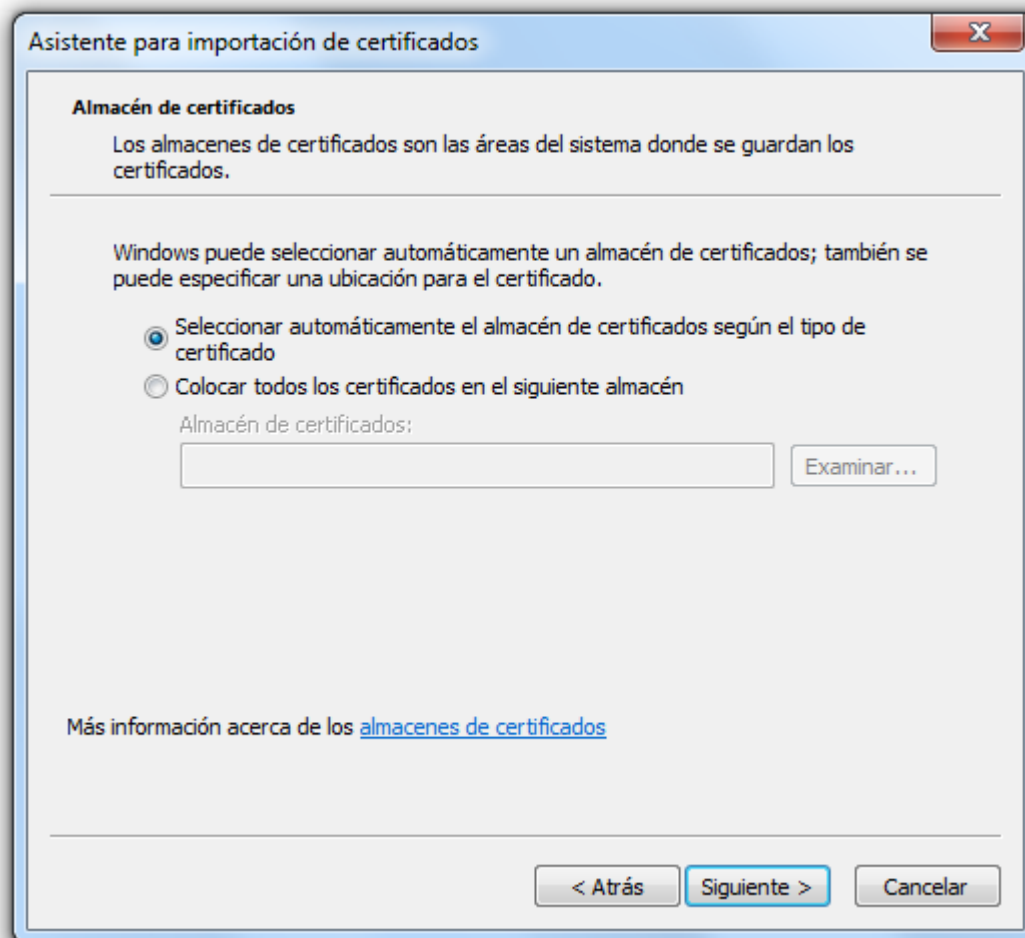 Asistente para importación de certificados
Almacén de certificados
Los almacenes de certificados son las áreas del sistema donde se guardan los
certificados.
Windows puede seleccionar automáticamente un almacén de certificados; también se
puede especificar una ubicación para el certificado.
Seleccionar automáticamente el almacén de certificados según el tipo de
certificado
Colocar todos los certificados en el siguiente almacén
Almacén de certificados:
Examinar...
Más información acerca de los almacenes de certificados
< Atrás
Siguiente >
Cancelar